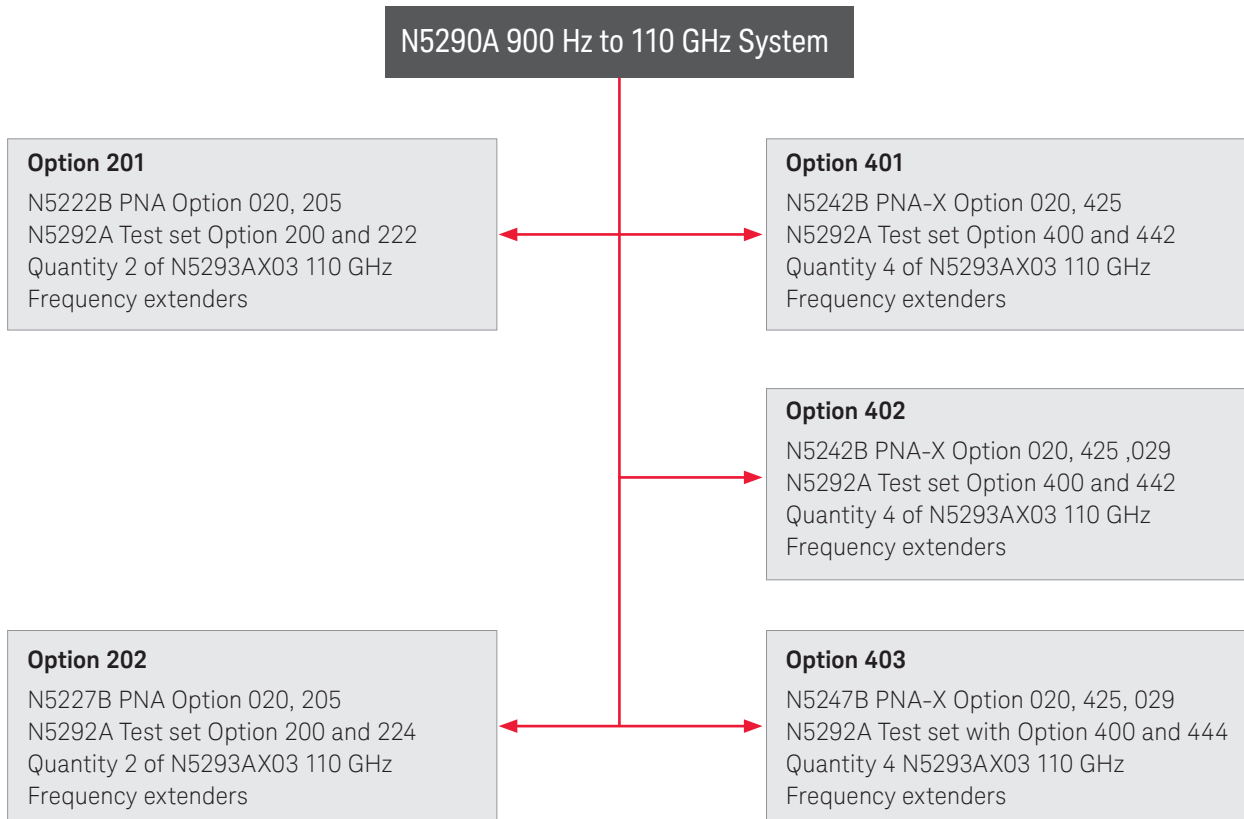 N5290A 900 Hz to 110 GHz System
Option 201
N5222B PNA Option 020, 205
N5292A Test set Option 200 and 222
Quantity 2 of N5293AX03 110 GHz
Frequency extenders
Option 401
N5242B PNA-X Option 020, 425
N5292A Test set Option 400 and 442
Quantity 4 of N5293AX03 110 GHz
Frequency extenders
Option 402
N5242B PNA-X Option 020, 425 ,029
N5292A Test set Option 400 and 442
Quantity 4 of N5293AX03 110 GHz
Frequency extenders
Option 202
N5227B PNA Option 020, 205
N5292A Test set Option 200 and 224
Quantity 2 of N5293AX03 110 GHz
Frequency extenders
Option 403
N5247B PNA-X Option 020, 425, 029
N5292A Test set with Option 400 and 444
Quantity 4 N5293AX03 110 GHz
Frequency extenders